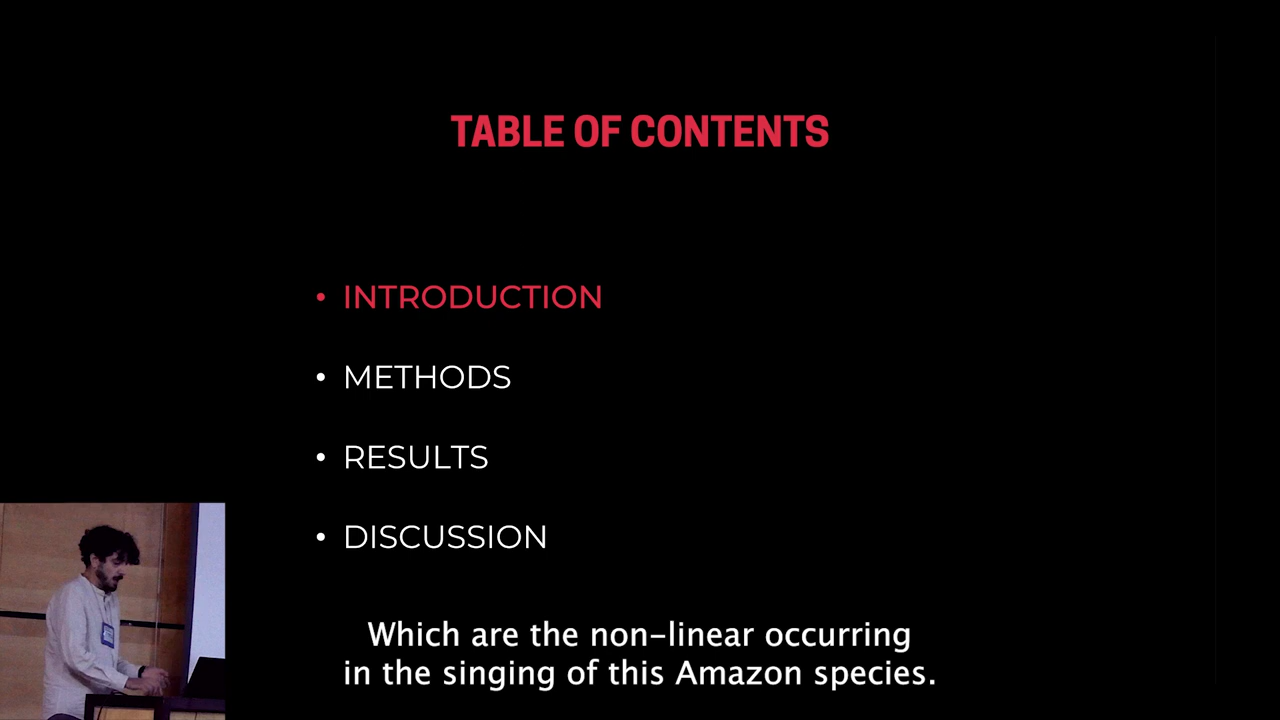 TABLE OF CONTENTS
• INTRODUCTION
• METHODS
• RESULTS
• DISCUSSION
Which are the non-linear occurring
in the singing of this Amazon species.